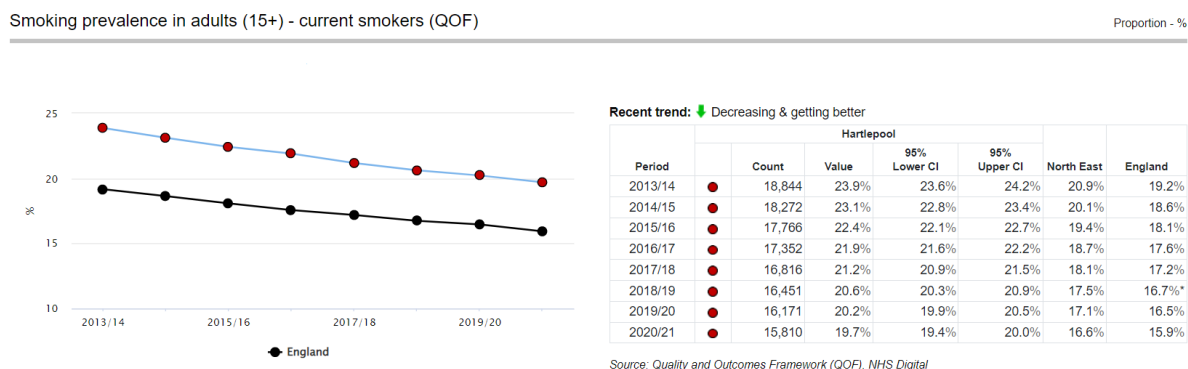 Smoking prevalence in adults (15+) - current smokers (QOF)
Proportion - %
25
20
15
10
%
2013/14 2015/16 2017/18 2019/20
England
Recent trend: Decreasing & getting better
Hartlepool
Period Count Value 95% Lower CI 95% Upper CI North East England
2013/14 18,844 23.9% 23.6% 24.2% 20.9% 19.2%
2014/15 18,272 23.1% 22.8% 23.4% 20.1% 18.6%
2015/16 17,766 22.4% 22.1% 22.7% 19.4% 18.1%
2016/17 17,352 21.9% 21.6% 22.2% 18.7% 17.6%
2017/18 16,816 21.2% 20.9% 21.5% 18.1% 17.2%
2018/19 16,451 20.6% 20.3% 20.9% 17.5% 16.7%*
2019/20 16,171 20.2% 19.9% 20.5% 17.1% 16.5%
2020/21 15,810 19.7% 19.4% 20.0% 16.6% 15.9%
Source: Quality and Outcomes Framework (QOF), NHS Digital